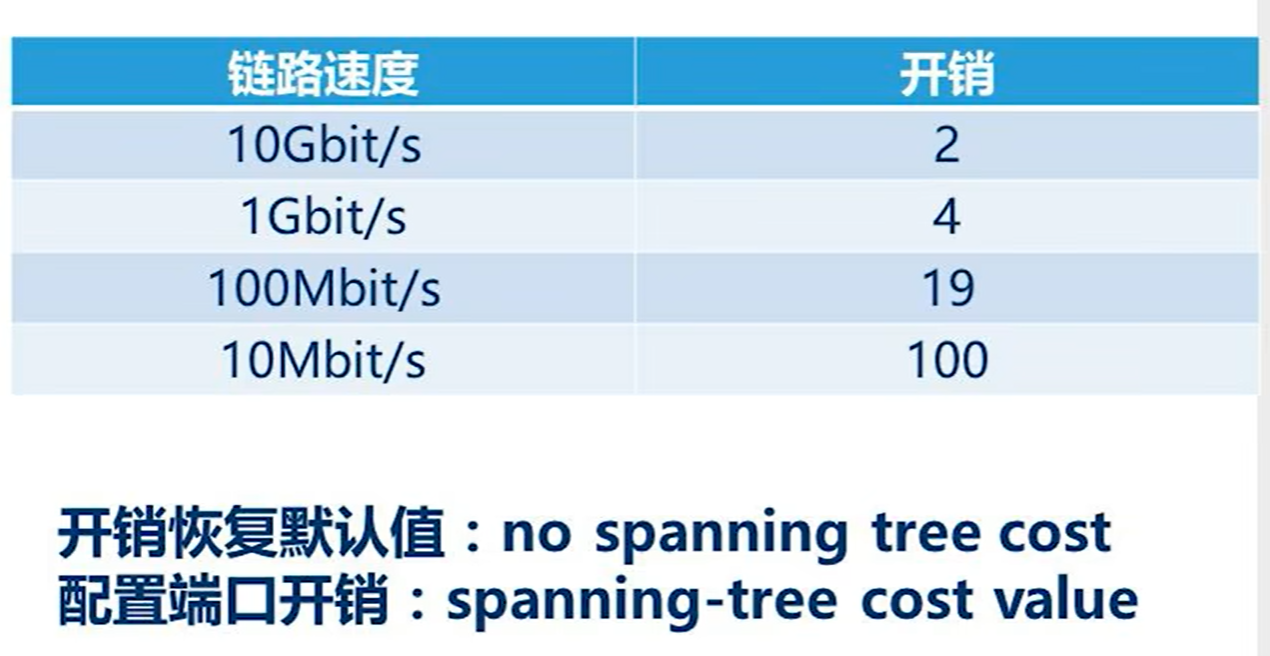 链路速度 开销
10Gbit/s 2
1Gbit/s 4
100Mbit/s 19
10Mbit/s 100
开销恢复默认值：no spanning tree cost
配置端口开销：spanning-tree cost value